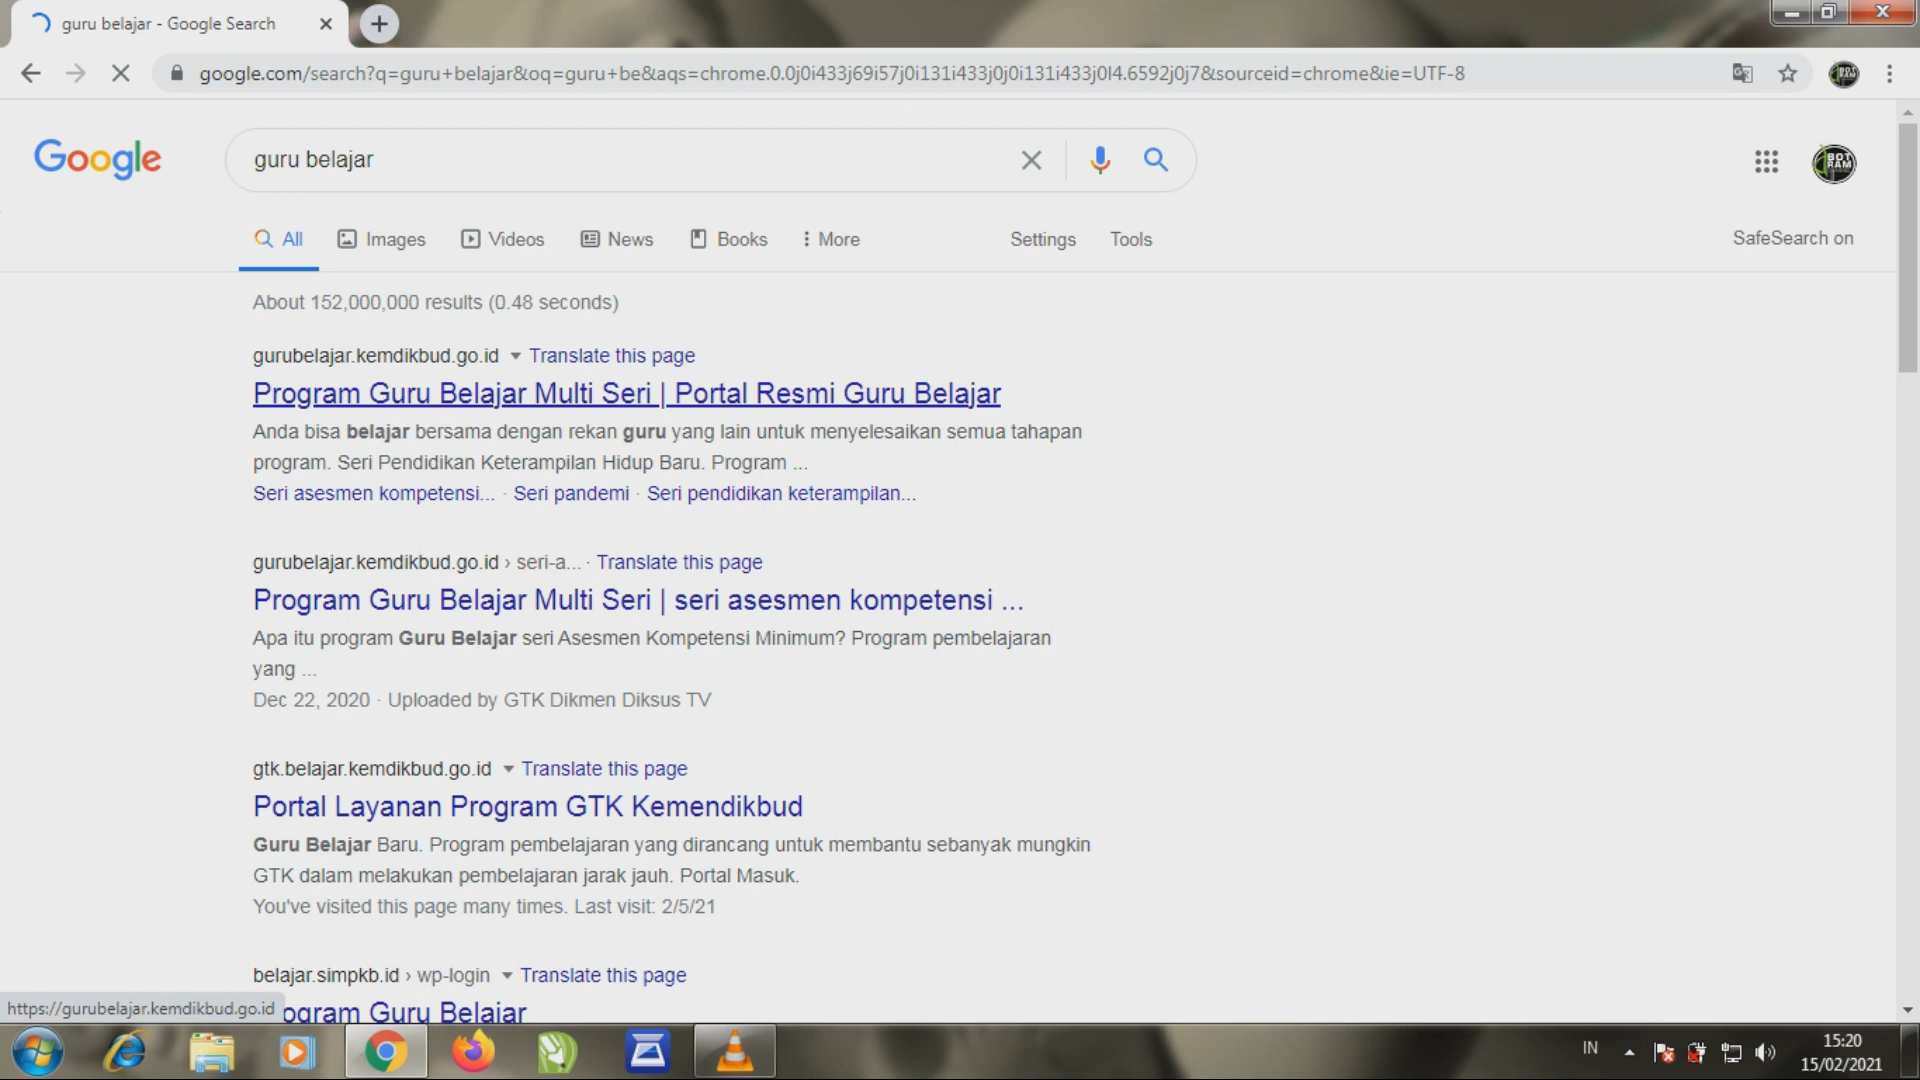 guru belajar - Google Search
google.com/search?q=guru+belajar&oq=guru+be&aqs=chrome.0.0j0i433j69i57j0i131i433j0j0i131i433j0l4.6592j0j7&sourceid=chrome&ie=UTF-8
Google
guru belajar
All
Images
Videos
News
Books
More
Settings
Tools
SafeSearch on
About 152,000,000 results (0.48 seconds)
gurubelajar.kemdikbud.go.id Translate this page
Program Guru Belajar Multi Seri | Portal Resmi Guru Belajar
Anda bisa belajar bersama dengan rekan guru yang lain untuk menyelesaikan semua tahapan
program. Seri Pendidikan Keterampilan Hidup Baru. Program ...
Seri asesmen kompetensi... · Seri pandemi · Seri pendidikan keterampilan...
gurubelajar.kemdikbud.go.id › seri-a... · Translate this page
Program Guru Belajar Multi Seri | seri asesmen kompetensi ...
Apa itu program Guru Belajar seri Asesmen Kompetensi Minimum? Program pembelajaran
yang ...
Dec 22, 2020 · Uploaded by GTK Dikmen Diksus TV
gtk.belajar.kemdikbud.go.id Translate this page
Portal Layanan Program GTK Kemendikbud
Guru Belajar Baru. Program pembelajaran yang dirancang untuk membantu sebanyak mungkin
GTK dalam melakukan pembelajaran jarak jauh. Portal Masuk.
You've visited this page many times. Last visit: 2/5/21
belajar.simpkb.id › wp-login Translate this page
ogram Guru Belajar
https://gurubelajar.kemdikbud.go.id
IN
15:20
15/02/2021